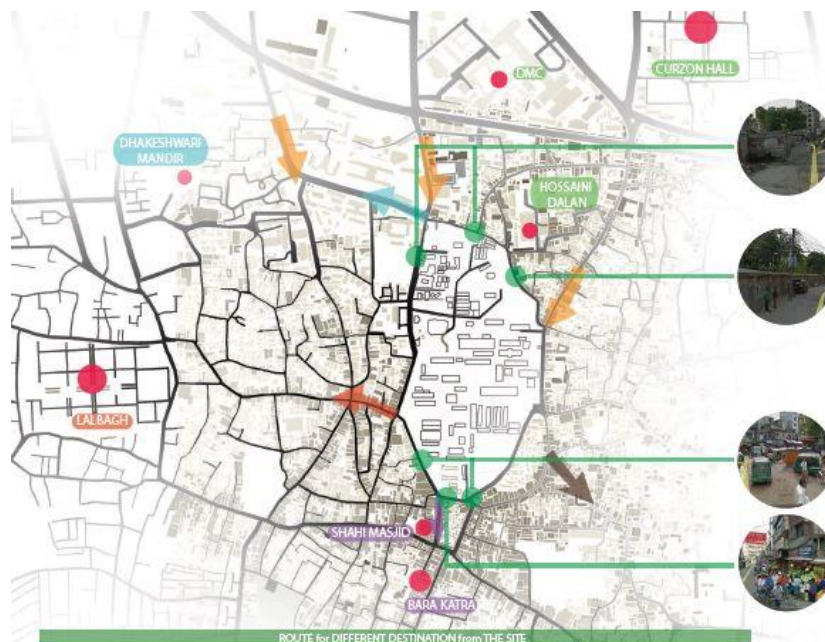 DMC
CURZON HALL
DHAKESHWARI
MANDIR
HOSSAINI
DALAN
LALBAGH
SHAHI MASJID
BARA KATRA
ROUTE for DIFFERENT DESTINATION from THE SITE